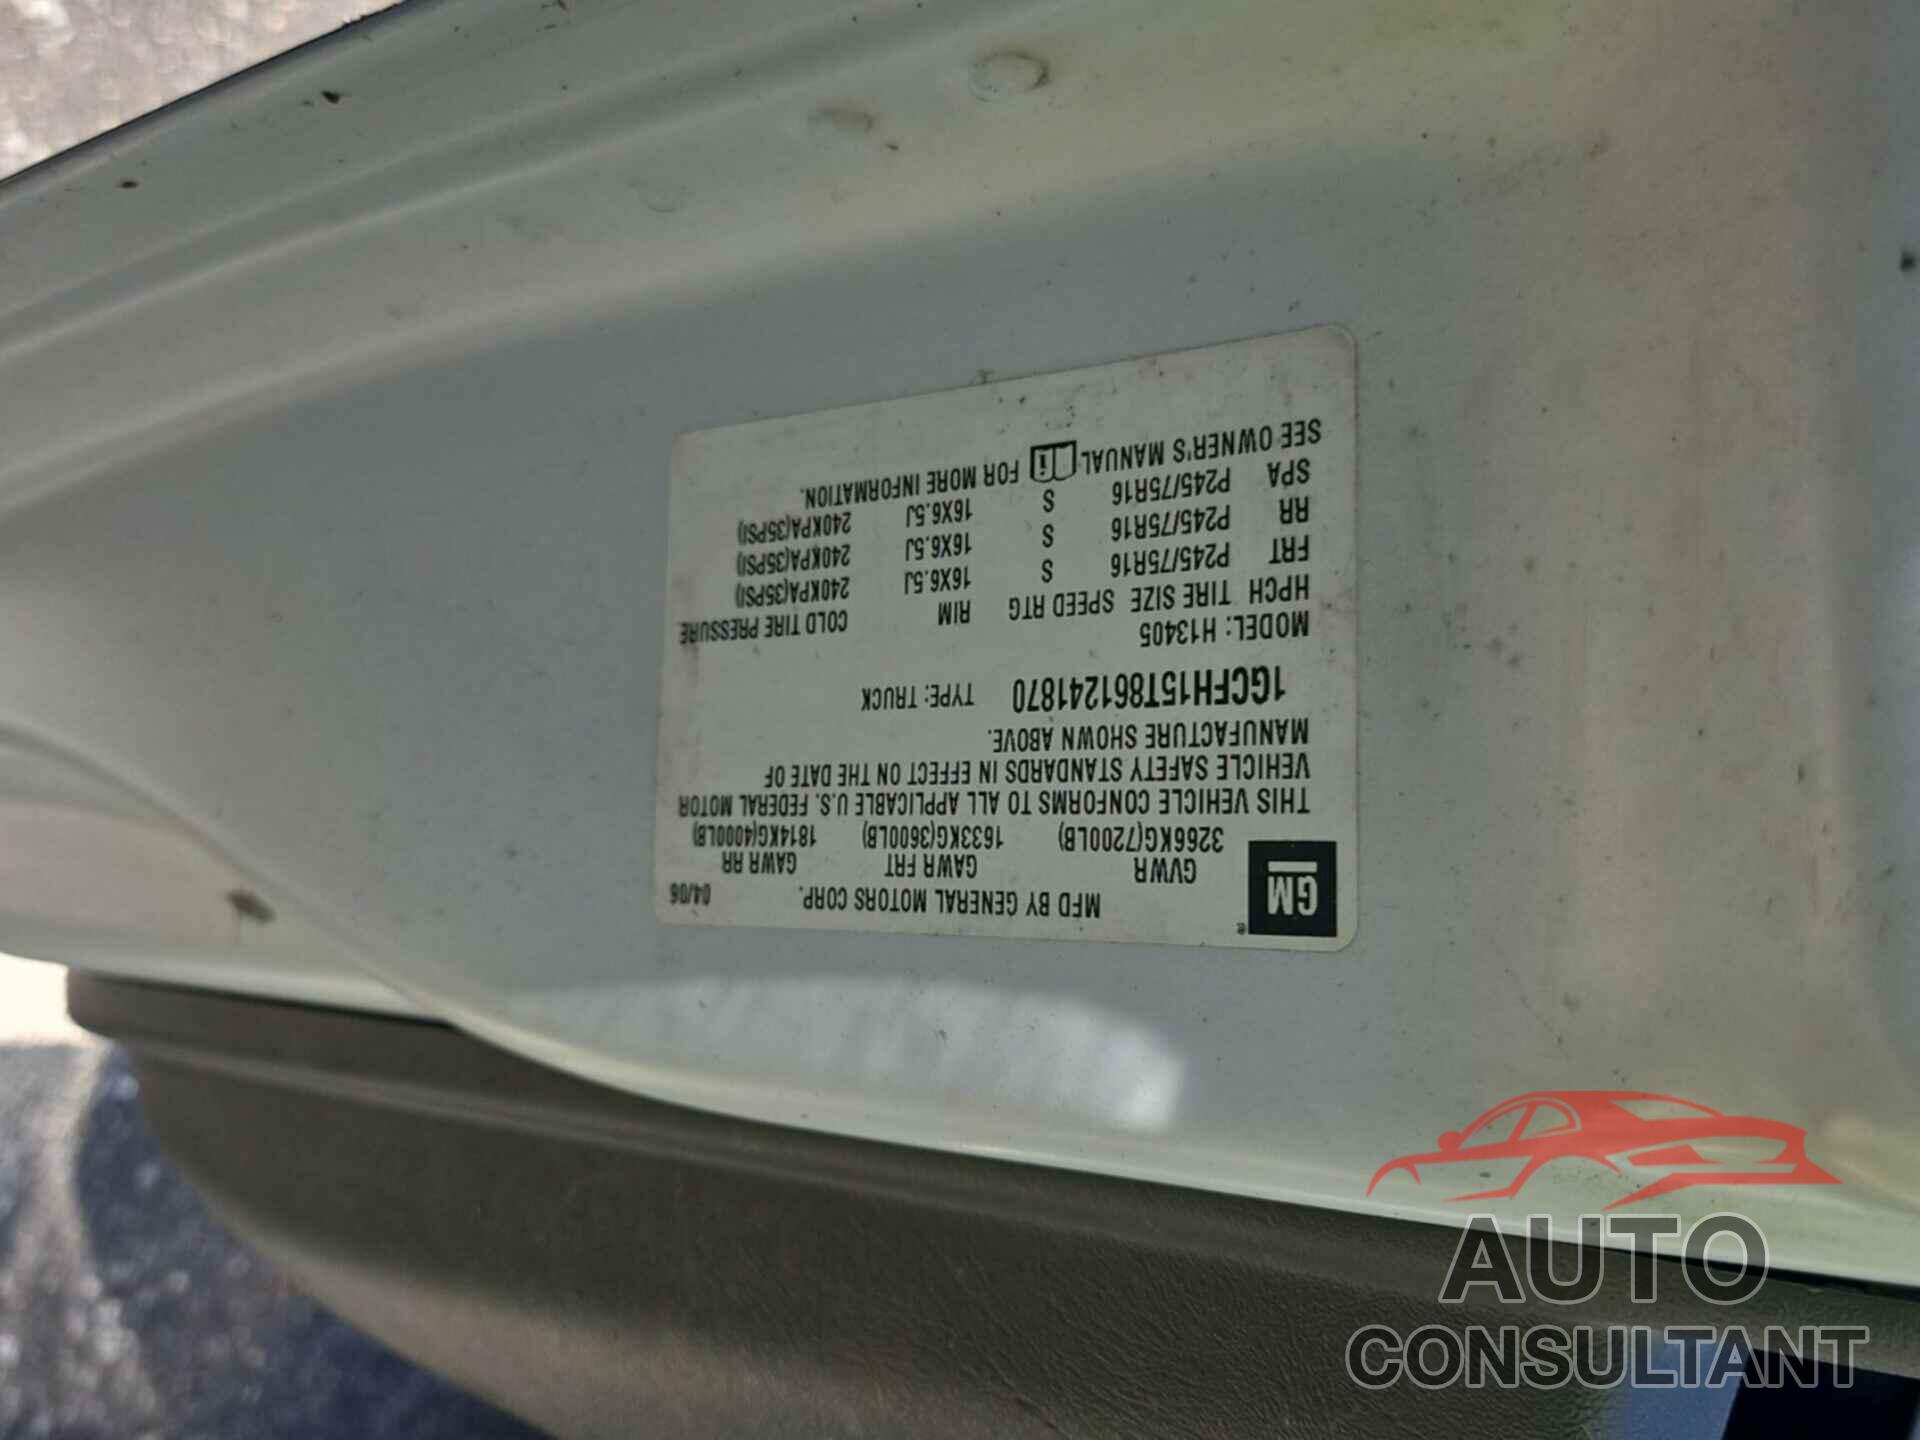 GM
®
MFD BY GENERAL MOTORS CORP. 04/06
GVWR GAWR FRT GAWR RR
3266KG(7200LB) 1633KG(3600LB) 1814KG(4000LB)
THIS VEHICLE CONFORMS TO ALL APPLICABLE U.S. FEDERAL MOTOR
VEHICLE SAFETY STANDARDS IN EFFECT ON THE DATE OF
MANUFACTURE SHOWN ABOVE.
1GCFH15T861241870 TYPE: TRUCK
MODEL: H13405
HPCH TIRE SIZE SPEED RTG RIM COLD TIRE PRESSURE
FRT P245/75R16 S 16X6.5J 240KPA(35PSI)
RR P245/75R16 S 16X6.5J 240KPA(35PSI)
SPA P245/75R16 S 16X6.5J 240KPA(35PSI)
SEE OWNER'S MANUAL i FOR MORE INFORMATION.
AUTO
CONSULTANT